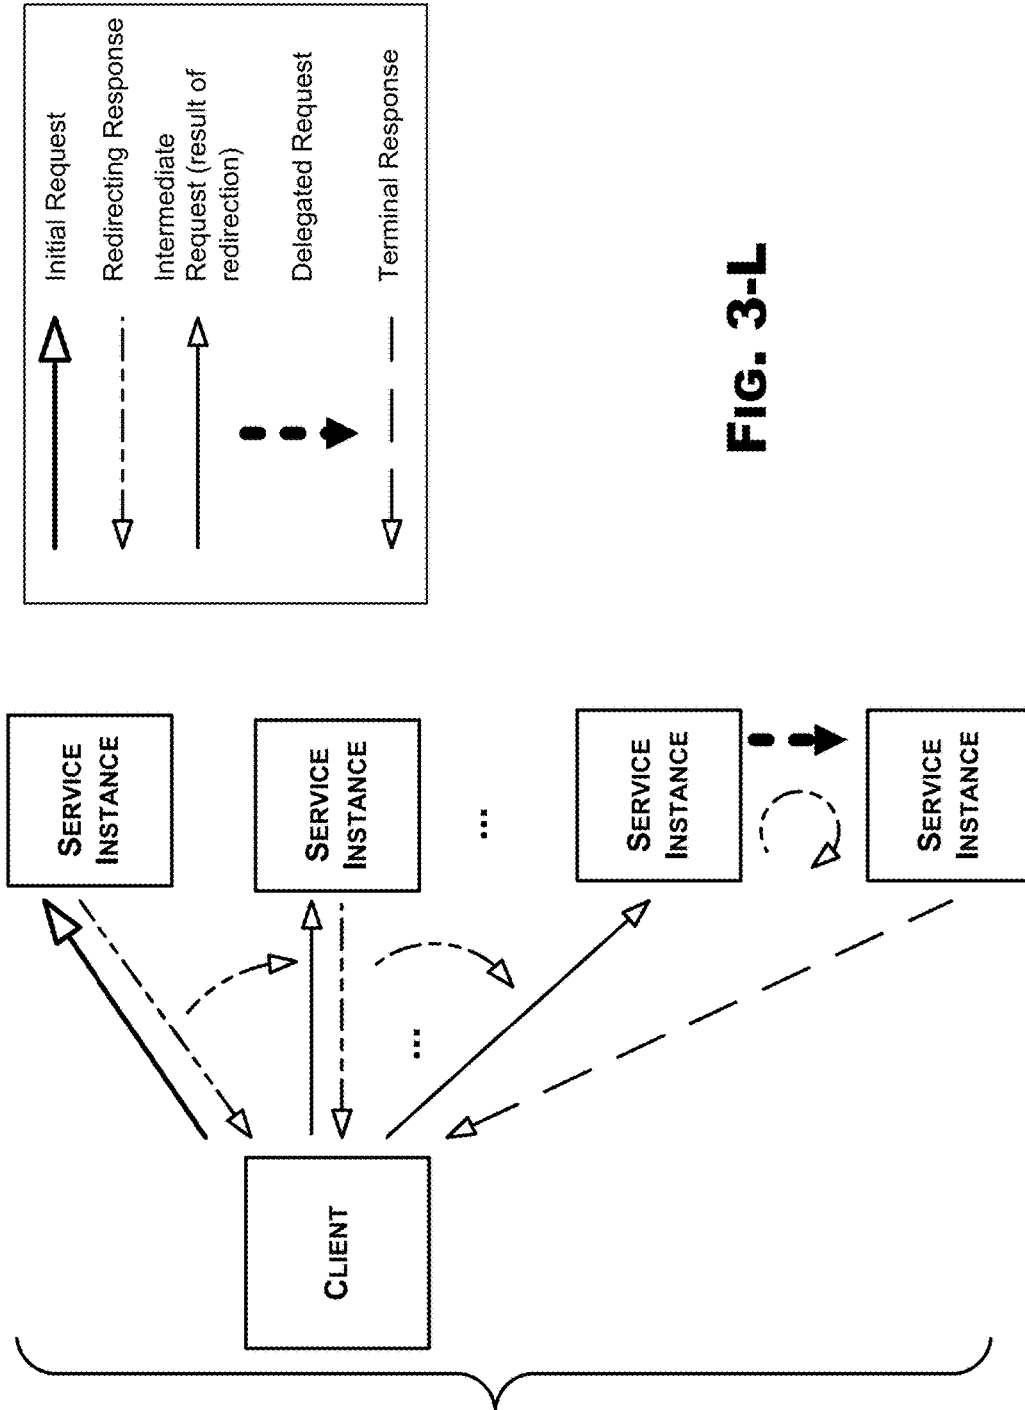 Initial Request
Redirecting Response
Intermediate
Request (result of
redirection)
Delegated Request
Terminal Response
SERVICE
INSTANCE
SERVICE
INSTANCE
...
SERVICE
INSTANCE
SERVICE
INSTANCE
...
CLIENT
FIG. 3-L